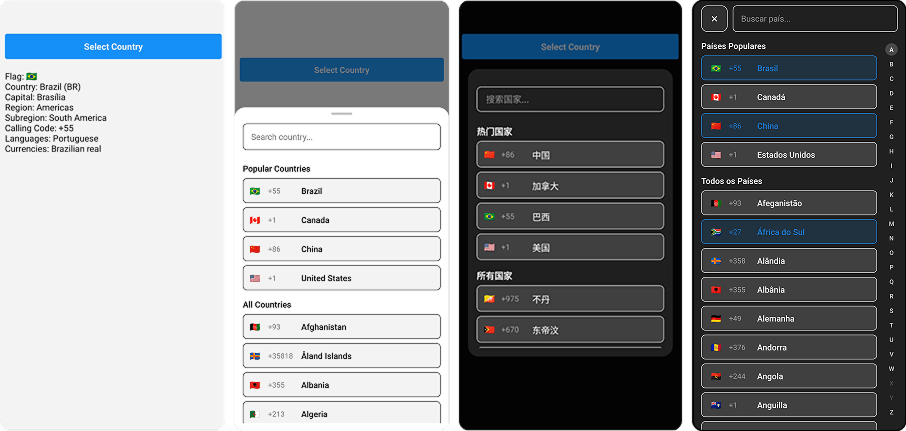 Select Country
Flag: 🇧🇷
Country: Brazil (BR)
Capital: Brasília
Region: Americas
Subregion: South America
Calling Code: +55
Languages: Portuguese
Currencies: Brazilian real
Select Country
Search country...
Popular Countries
+55 Brazil
+1 Canada
+86 China
+1 United States
All Countries
+93 Afghanistan
+35818 Åland Islands
+355 Albania
+213 Algeria
Select Country
搜索国家...
热门国家
+86 中国
+1 加拿大
+55 巴西
+1 美国
所有国家
+975 不丹
+670 东帝汶
× Buscar país...
Países Populares
+55 Brasil
+1 Canadá
+86 China
+1 Estados Unidos
Todos os Países
+93 Afeganistão
+27 África do Sul
+358 Alândia
+355 Albânia
+49 Alemanha
+376 Andorra
+244 Angola
+1 Anguilla
A
B
C
D
E
F
G
H
I
J
K
L
M
N
O
P
Q
R
S
T
U
V
W
X
Y
Z